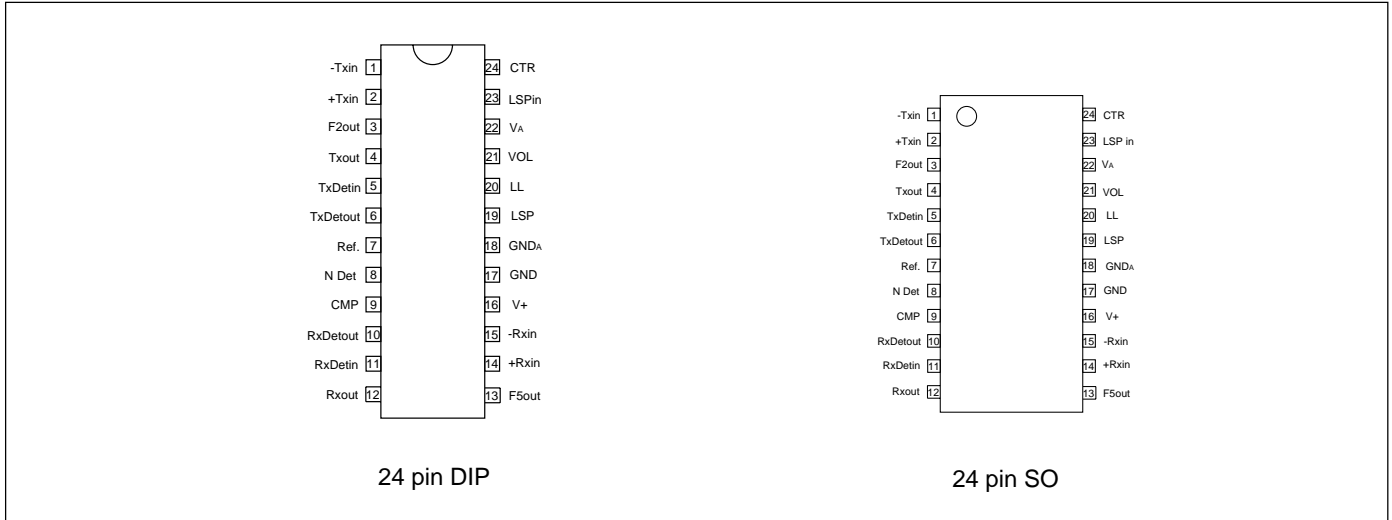 -Txin 1 24 CTR
+Txin 2 23 LSPin
F2out 3 22 VA
Txout 4 21 VOL
TxDetin 5 20 LL
TxDetout 6 19 LSP
Ref. 7 18 GNDA
N Det 8 17 GND
CMP 9 16 V+
RxDetout 10 15 -Rxin
RxDetin 11 14 +Rxin
Rxout 12 13 F5out
24 pin DIP
-Txin 1 24 CTR
+Txin 2 23 LSP in
F2out 3 22 VA
Txout 4 21 VOL
TxDetin 5 20 LL
TxDetout 6 19 LSP
Ref. 7 18 GNDA
N Det 8 17 GND
CMP 9 16 V+
RxDetout 10 15 -Rxin
RxDetin 11 14 +Rxin
Rxout 12 13 F5out
24 pin SO